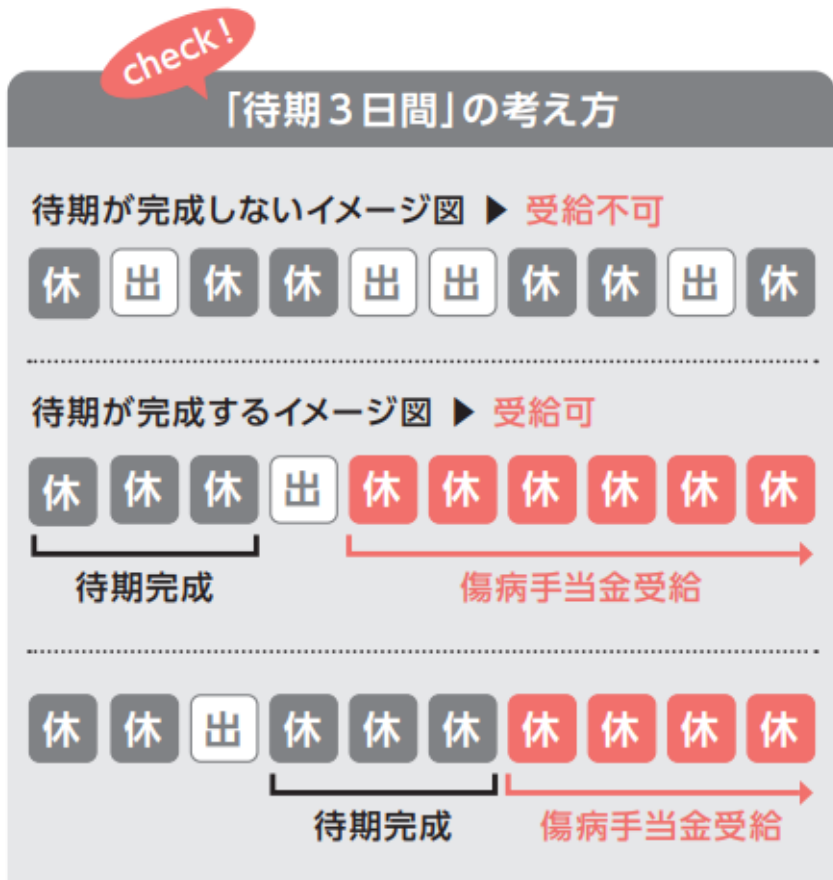 check!
「待期3日間」の考え方
待期が完成しないイメージ図 ▶ 受給不可
休 出 休 休 出 出 休 休 出 休
待期が完成するイメージ図 ▶ 受給可
休 休 休 出 休 休 休 休 休 休
待期完成 傷病手当金受給
休 休 出 休 休 休 休 休 休 休
待期完成 傷病手当金受給